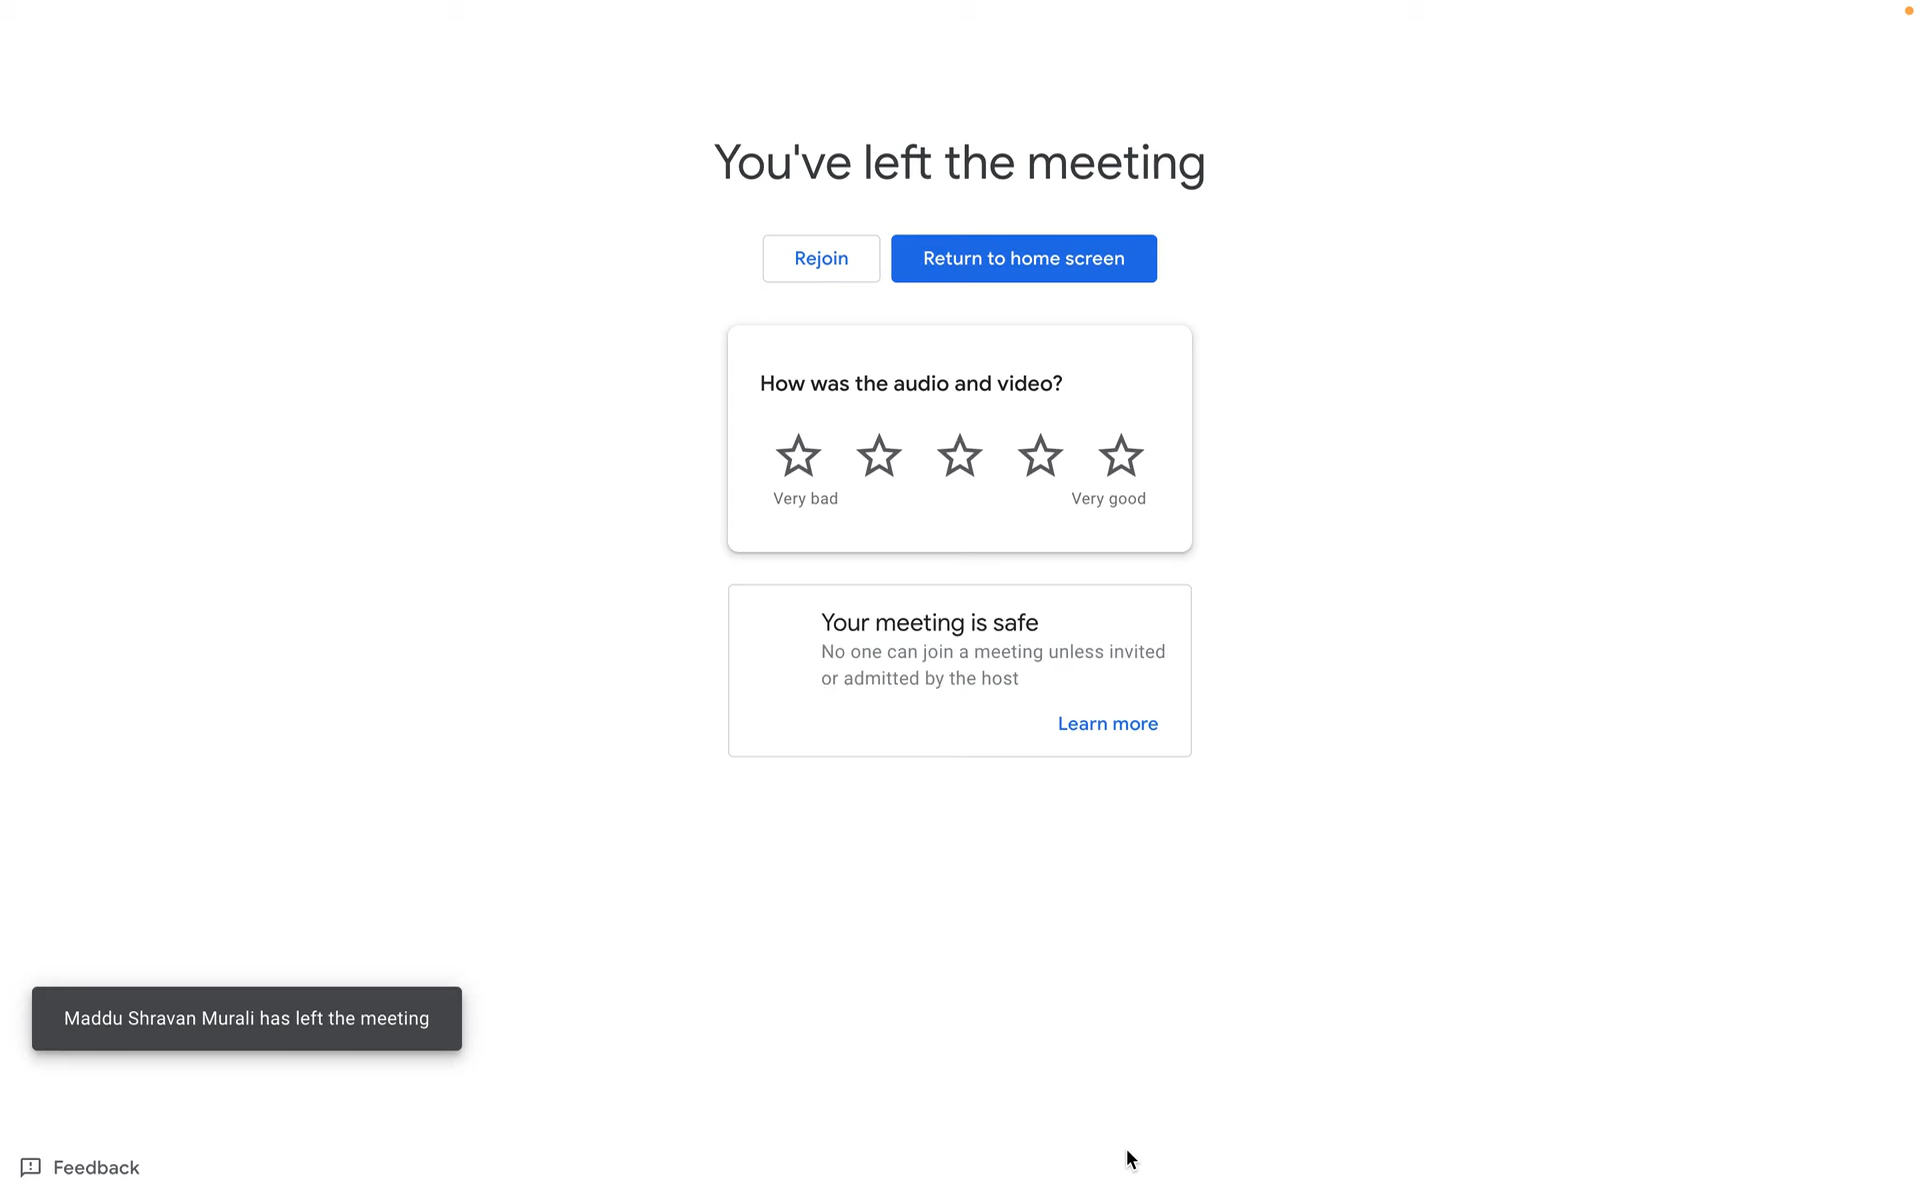 You've left the meeting
Rejoin
Return to home screen
How was the audio and video?
Very bad
Very good
Your meeting is safe
No one can join a meeting unless invited
or admitted by the host
Learn more
Maddu Shravan Murali has left the meeting
Feedback